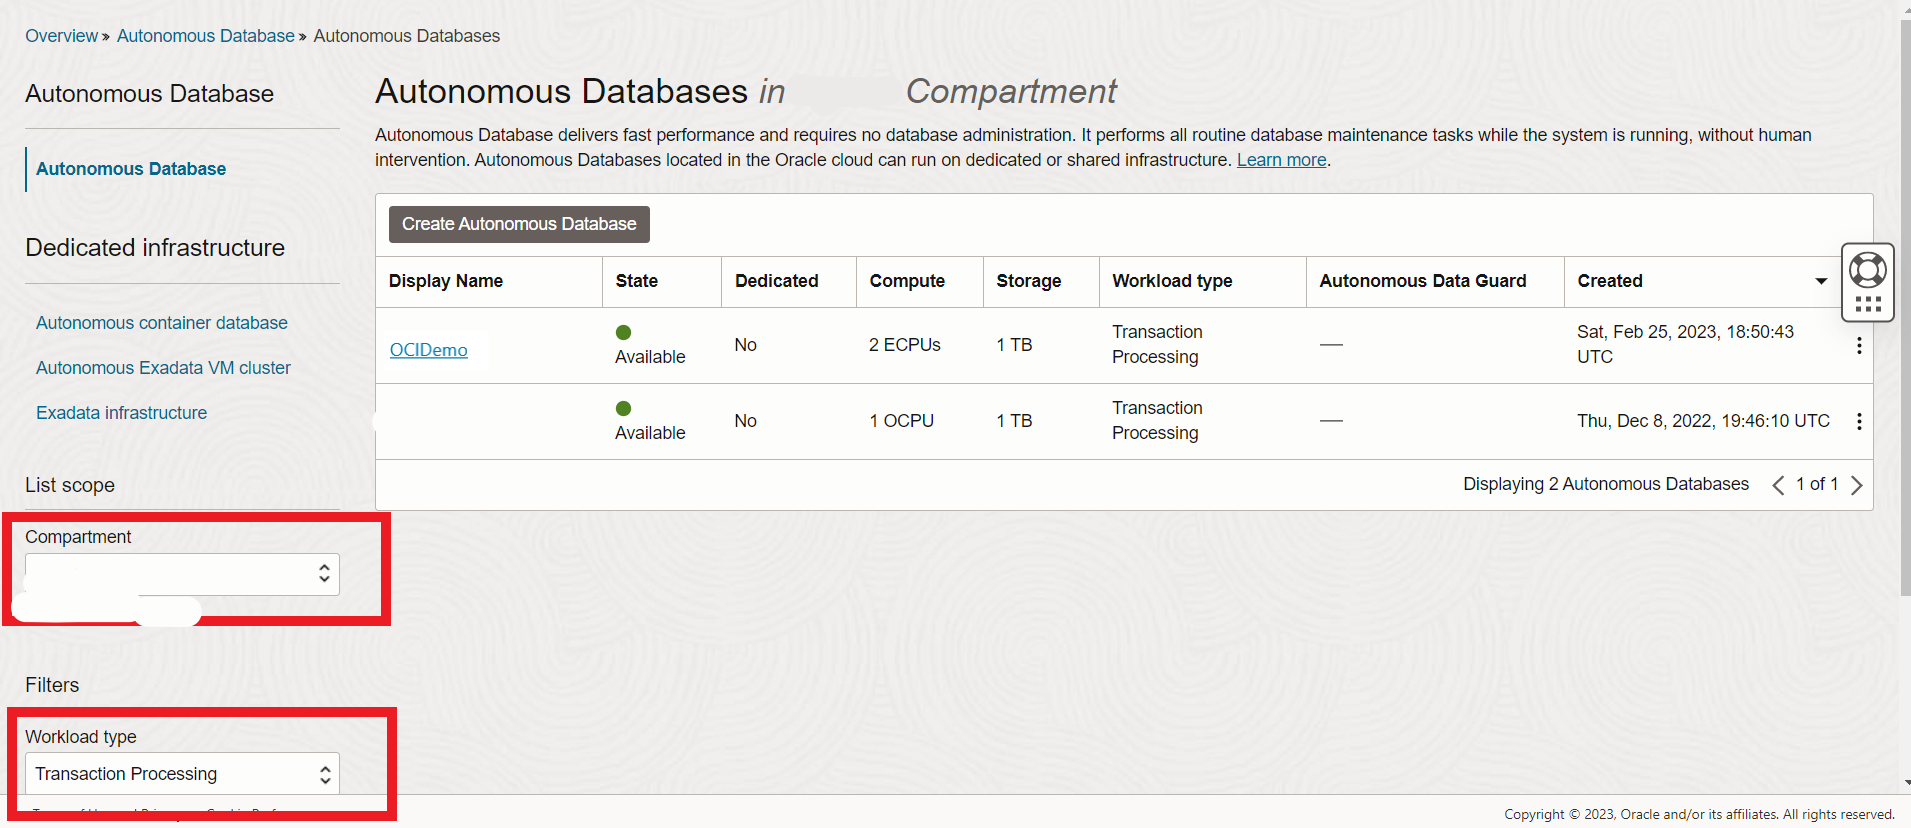 Overview » Autonomous Database » Autonomous Databases
Autonomous Database
Autonomous Database
Dedicated infrastructure
Autonomous container database
Autonomous Exadata VM cluster
Exadata infrastructure
List scope
Compartment
Filters
Workload type
Transaction Processing
Autonomous Databases in Compartment
Autonomous Database delivers fast performance and requires no database administration. It performs all routine database maintenance tasks while the system is running, without human
intervention. Autonomous Databases located in the Oracle cloud can run on dedicated or shared infrastructure. Learn more.
Create Autonomous Database
Display Name State Dedicated Compute Storage Workload type Autonomous Data Guard Created
OCIDemo Available No 2 ECPUs 1 TB Transaction Processing — Sat, Feb 25, 2023, 18:50:43 UTC
Available No 1 OCPU 1 TB Transaction Processing — Thu, Dec 8, 2022, 19:46:10 UTC
Displaying 2 Autonomous Databases < 1 of 1 >
Copyright © 2023, Oracle and/or its affiliates. All rights reserved.